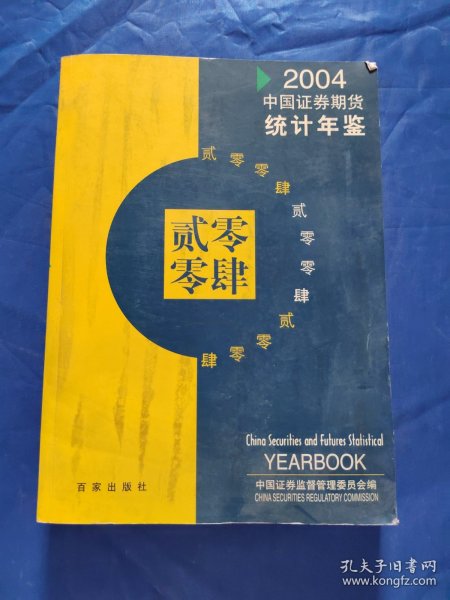 2004
中国证券期货
统计年鉴
贰零零肆贰零零肆贰零零肆
贰零
零肆
China Securities and Futures Statistical
YEARBOOK
中国证券监督管理委员会编
CHINA SECURITIES REGULATORY COMMISSION
百家出版社
孔夫子旧书网
www.kongfz.com